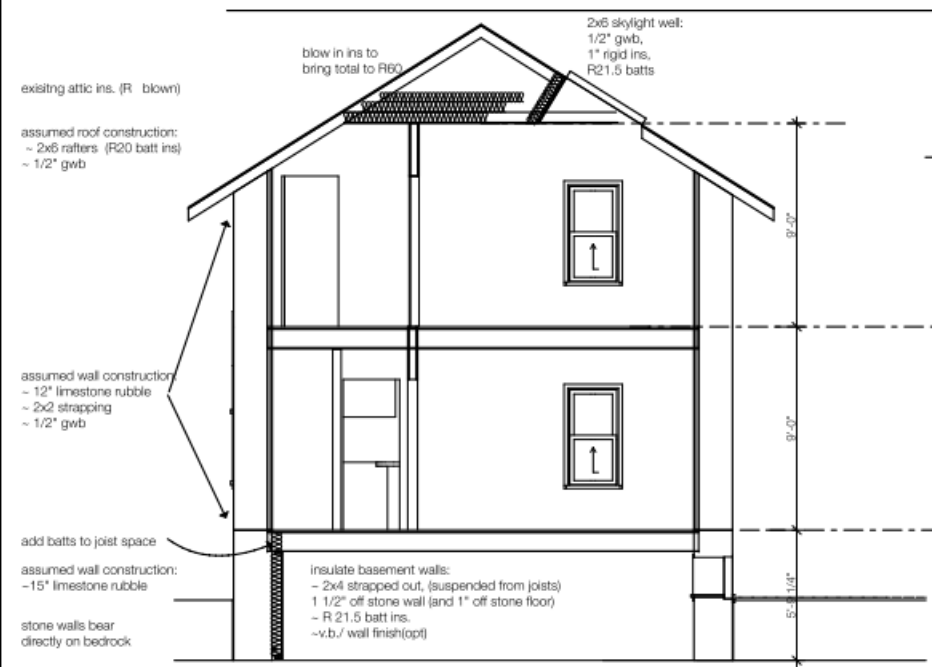 2x6 skylight well:
1/2" gwb,
1" rigid ins,
R21.5 batts
blow in ins to
bring total to R60
exisitng attic ins. (R   blown)
assumed roof construction:
~ 2x6 rafters  (R20 batt ins)
~ 1/2" gwb
9'-0"
assumed wall construction:
~ 12" limestone rubble
~ 2x2 strapping
~ 1/2" gwb
9'-0"
add batts to joist space
assumed wall construction:
~15" limestone rubble
stone walls bear
directly on bedrock
insulate basement walls:
~ 2x4 strapped out, (suspended from joists)
1 1/2" off stone wall (and 1" off stone floor)
~ R 21.5 batt ins.
~v.b./ wall finish(opt)